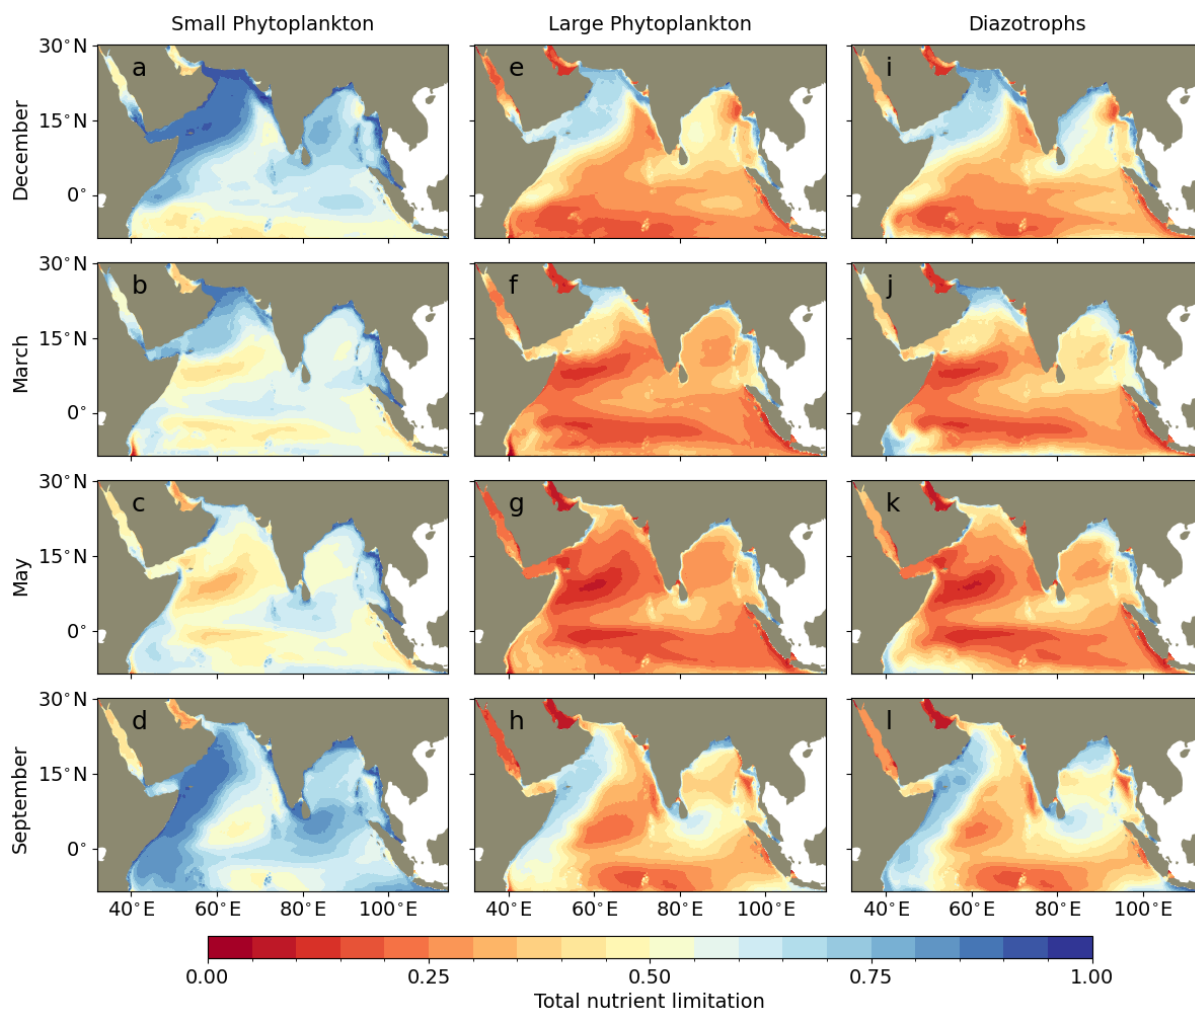 Small Phytoplankton Large Phytoplankton Diazotrophs
30°N
a e i
December
15°N
0°
30°N
b f j
March
15°N
0°
30°N
c g k
May
15°N
0°
30°N
d h l
September
15°N
0°
40°E 60°E 80°E 100°E 40°E 60°E 80°E 100°E 40°E 60°E 80°E 100°E
0.00 0.25 0.50 0.75 1.00
Total nutrient limitation